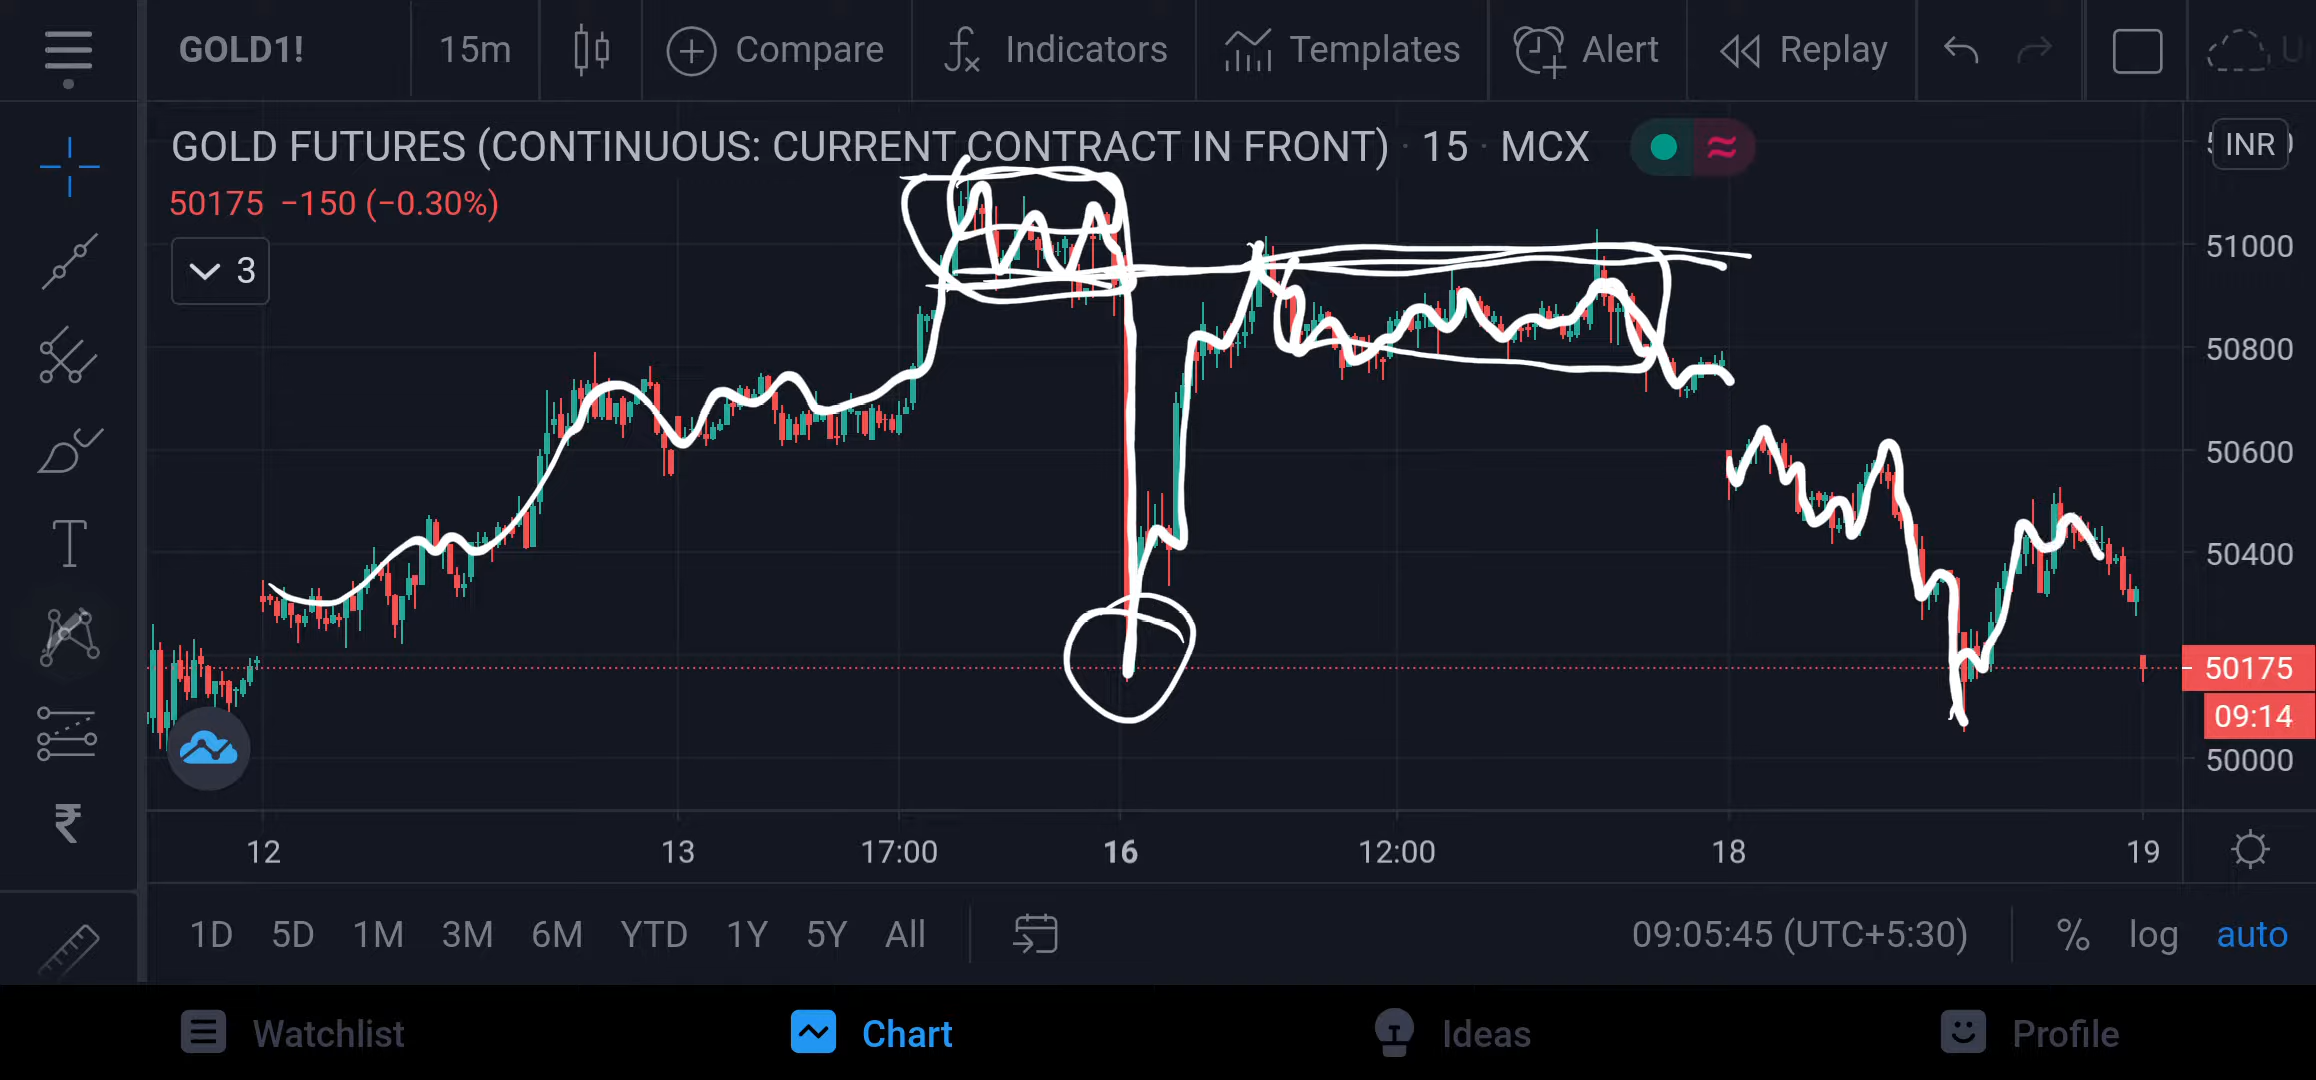 GOLD1! 15m Compare Indicators Templates Alert Replay
GOLD FUTURES (CONTINUOUS: CURRENT CONTRACT IN FRONT) · 15 · MCX
INR
50175 −150 (−0.30%)
3
51000
50800
50600
50400
50175
09:14
50000
12 13 17:00 16 12:00 18 19
1D 5D 1M 3M 6M YTD 1Y 5Y All 09:05:45 (UTC+5:30) % log auto
Watchlist Chart Ideas Profile